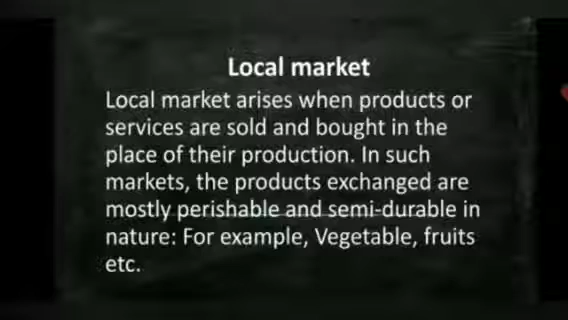 Local market
Local market arises when products or
services are sold and bought in the
place of their production. In such
markets, the products exchanged are
mostly perishable and semi-durable in
nature: For example, Vegetable, fruits
etc.